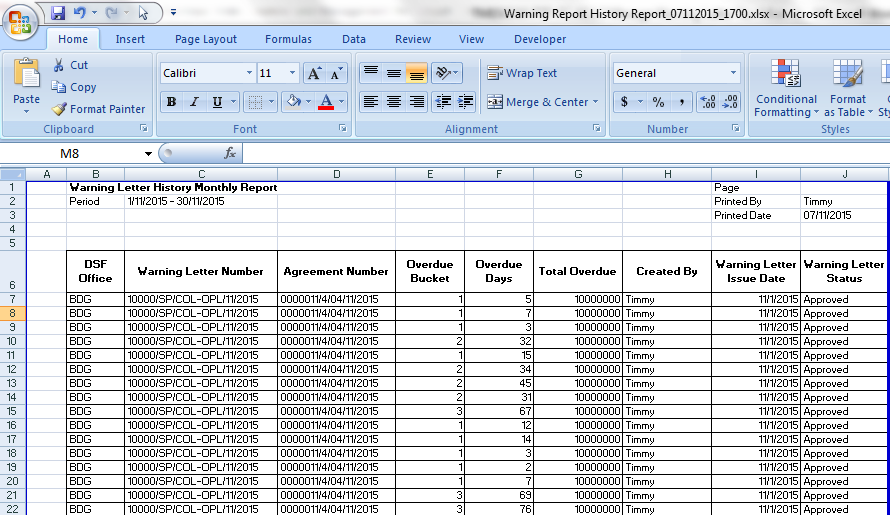 Warning Report History Report_07112015_1700.xlsx - Microsoft Excel
Home Insert Page Layout Formulas Data Review View Developer
Paste Cut Copy Format Painter
Calibri 11
B I U A
Wrap Text
Merge & Center
General
$ % ,
Conditional Formatting Format as Table
Clipboard Font Alignment Number Styles
M8 fx
A B C D E F G H I J
1 Warning Letter History Monthly Report Page
2 Period 1/11/2015 - 30/11/2015 Printed By Timmy
3 Printed Date 07/11/2015
4
5
6 DSF Office Warning Letter Number Agreement Number Overdue Bucket Overdue Days Total Overdue Created By Warning Letter Issue Date Warning Letter Status
7 BDG 10000/SP/COL-OPL/11/2015 0000011/4/04/11/2015 1 5 10000000 Timmy 11/1/2015 Approved
8 BDG 10000/SP/COL-OPL/11/2015 0000011/4/04/11/2015 1 7 10000000 Timmy 11/1/2015 Approved
9 BDG 10000/SP/COL-OPL/11/2015 0000011/4/04/11/2015 1 3 10000000 Timmy 11/1/2015 Approved
10 BDG 10000/SP/COL-OPL/11/2015 0000011/4/04/11/2015 2 32 10000000 Timmy 11/1/2015 Approved
11 BDG 10000/SP/COL-OPL/11/2015 0000011/4/04/11/2015 1 15 10000000 Timmy 11/1/2015 Approved
12 BDG 10000/SP/COL-OPL/11/2015 0000011/4/04/11/2015 2 34 10000000 Timmy 11/1/2015 Approved
13 BDG 10000/SP/COL-OPL/11/2015 0000011/4/04/11/2015 2 45 10000000 Timmy 11/1/2015 Approved
14 BDG 10000/SP/COL-OPL/11/2015 0000011/4/04/11/2015 2 31 10000000 Timmy 11/1/2015 Approved
15 BDG 10000/SP/COL-OPL/11/2015 0000011/4/04/11/2015 3 67 10000000 Timmy 11/1/2015 Approved
16 BDG 10000/SP/COL-OPL/11/2015 0000011/4/04/11/2015 1 12 10000000 Timmy 11/1/2015 Approved
17 BDG 10000/SP/COL-OPL/11/2015 0000011/4/04/11/2015 1 14 10000000 Timmy 11/1/2015 Approved
18 BDG 10000/SP/COL-OPL/11/2015 0000011/4/04/11/2015 1 3 10000000 Timmy 11/1/2015 Approved
19 BDG 10000/SP/COL-OPL/11/2015 0000011/4/04/11/2015 1 2 10000000 Timmy 11/1/2015 Approved
20 BDG 10000/SP/COL-OPL/11/2015 0000011/4/04/11/2015 1 7 10000000 Timmy 11/1/2015 Approved
21 BDG 10000/SP/COL-OPL/11/2015 0000011/4/04/11/2015 3 69 10000000 Timmy 11/1/2015 Approved
22 BDG 10000/SP/COL-OPL/11/2015 0000011/4/04/11/2015 3 76 10000000 Timmy 11/1/2015 Approved